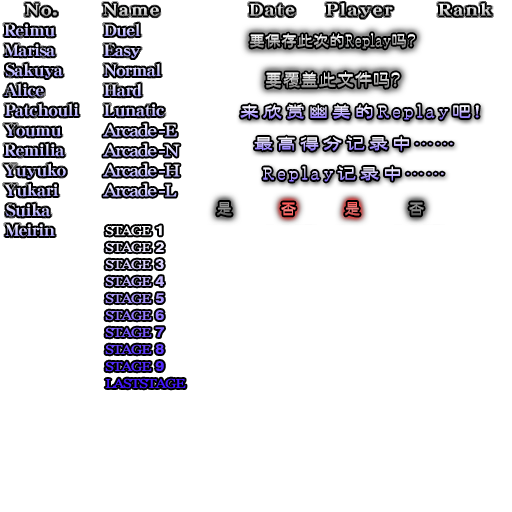 No. Name Date Player Rank
Reimu Duel 要保存此次的Replay吗?
Marisa Easy
Sakuya Normal 要覆盖此文件吗?
Alice Hard
Patchouli Lunatic 来欣赏幽美的Replay吧!
Youmu Arcade-E
Remilia Arcade-N 最高得分记录中……
Yuyuko Arcade-H Replay记录中……
Yukari Arcade-L
Suika 是 否 是 否
Meirin STAGE 1
STAGE 2
STAGE 3
STAGE 4
STAGE 5
STAGE 6
STAGE 7
STAGE 8
STAGE 9
LASTSTAGE